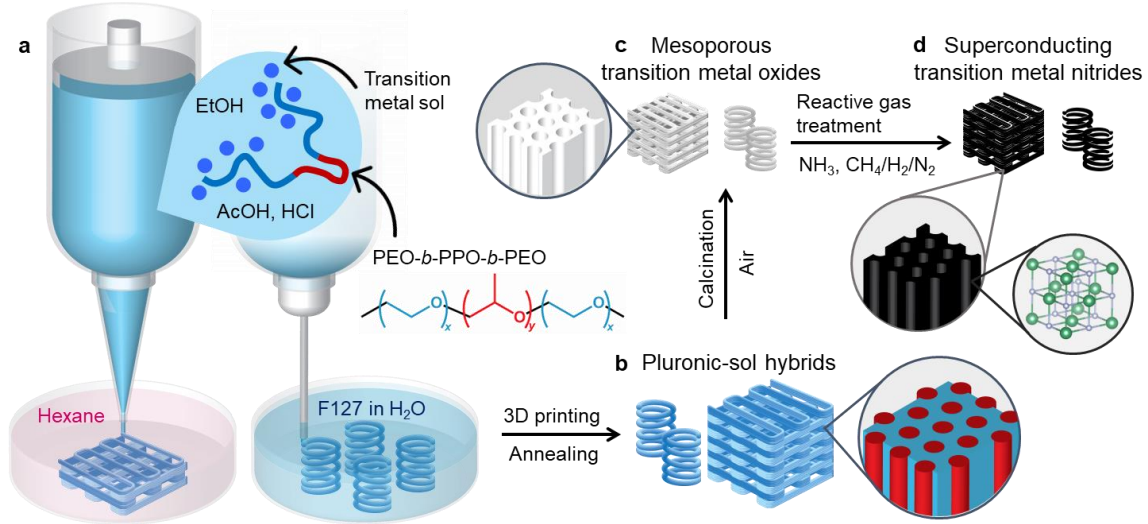 a
EtOH
AcOH, HCl
Transition
metal sol
PEO-b-PPO-b-PEO
O
x
O
y
O
x
Hexane
F127 in H₂O
3D printing
Annealing
b Pluronic-sol hybrids
Calcination
Air
c Mesoporous
transition metal oxides
Reactive gas
treatment
NH₃, CH₄/H₂/N₂
d Superconducting
transition metal nitrides